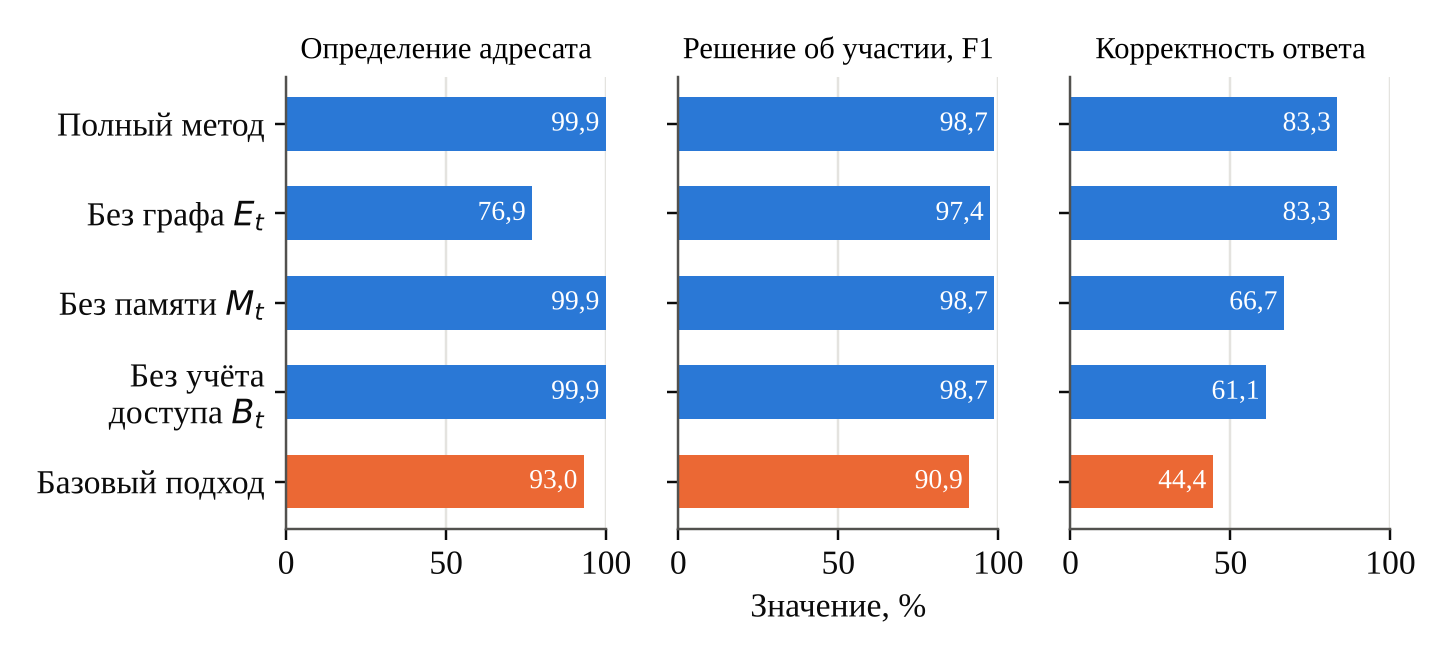 Определение адресата Решение об участии, F1 Корректность ответа
Полный метод 99,9 98,7 83,3
Без графа E_t 76,9 97,4 83,3
Без памяти M_t 99,9 98,7 66,7
Без учёта
доступа B_t 99,9 98,7 61,1
Базовый подход 93,0 90,9 44,4
0 50 100 0 50 100 0 50 100
Значение, %